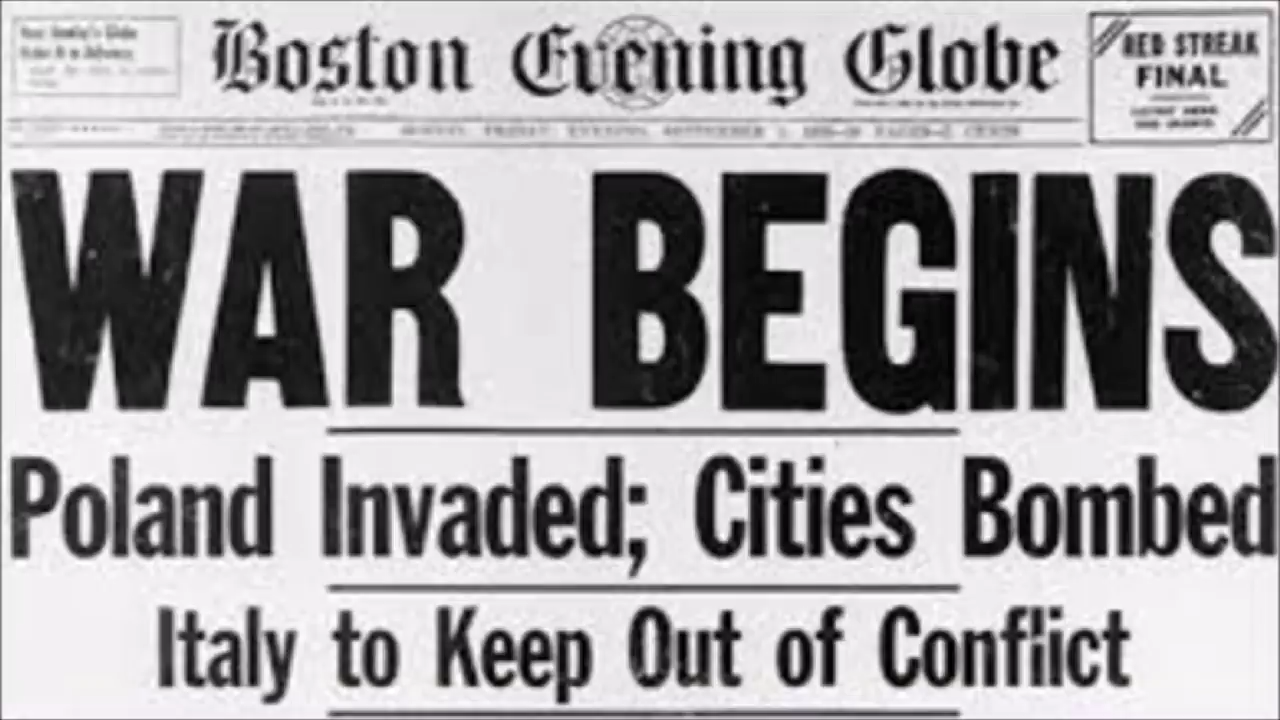 Boston Evening Globe
RED STREAK
FINAL
WAR BEGINS
Poland Invaded; Cities Bombed
Italy to Keep Out of Conflict